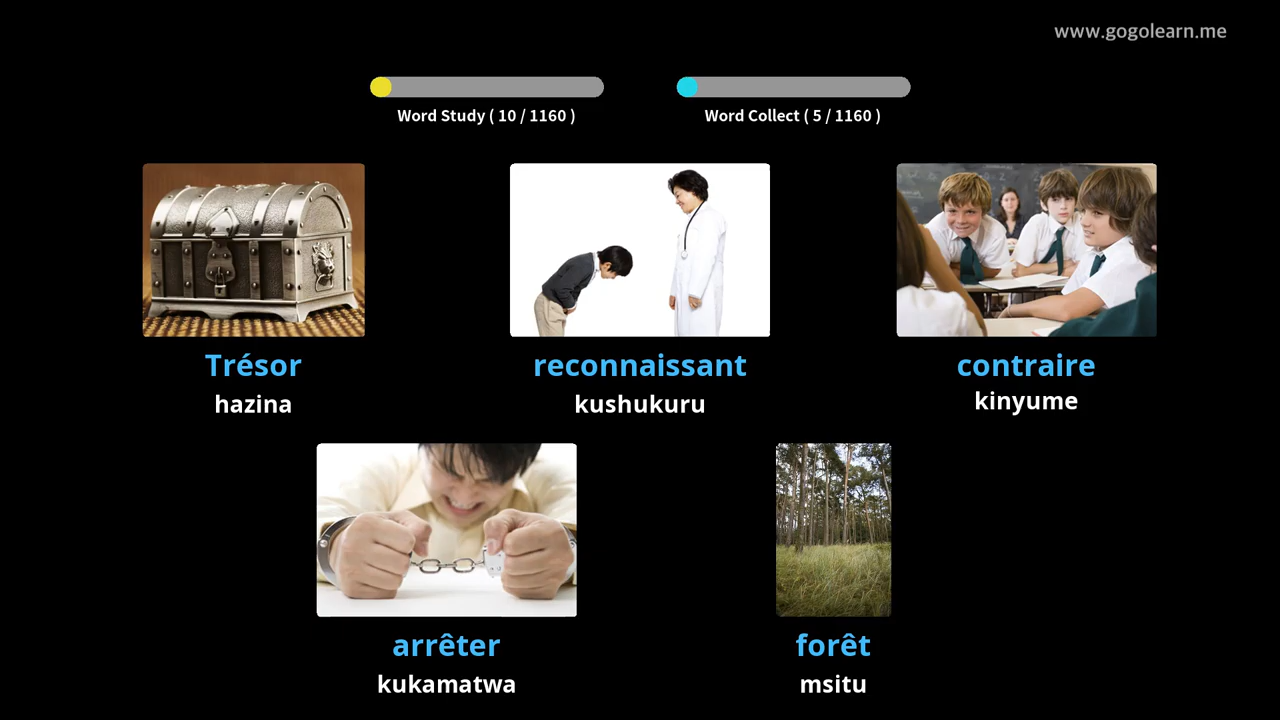 www.gogolearn.me
Word Study ( 10 / 1160 )
Word Collect ( 5 / 1160 )
Trésor
hazina
reconnaissant
kushukuru
contraire
kinyume
arrêter
kukamatwa
forêt
msitu